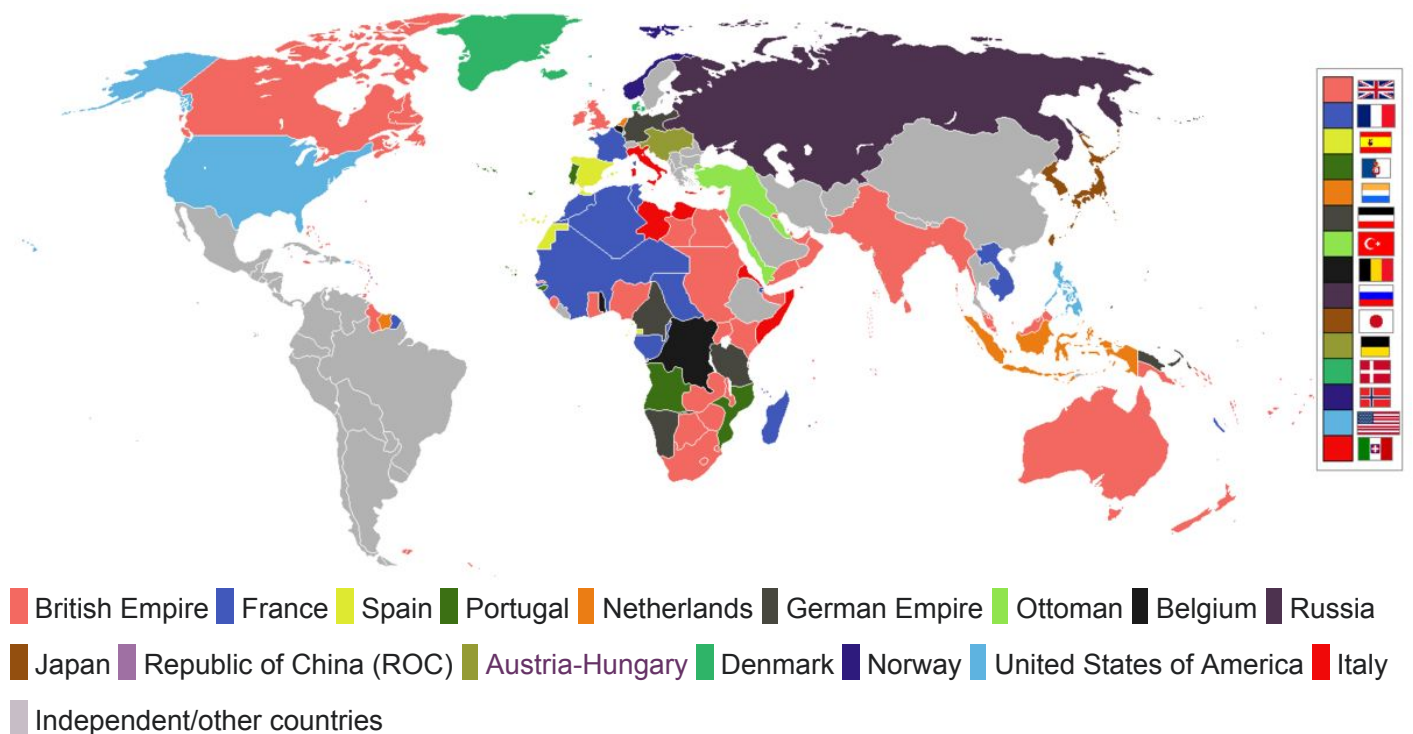 British Empire France Spain Portugal Netherlands German Empire Ottoman Belgium Russia
Japan Republic of China (ROC) Austria-Hungary Denmark Norway United States of America Italy
Independent/other countries